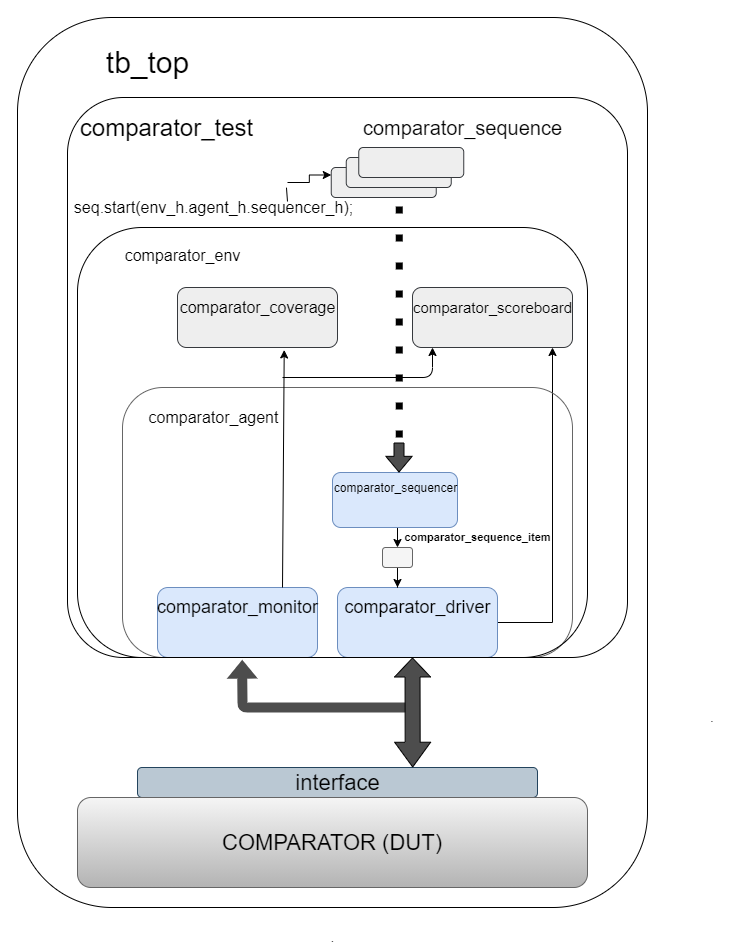 tb_top
comparator_test
comparator_sequence
seq.start(env_h.agent_h.sequencer_h);
comparator_env
comparator_coverage
comparator_scoreboard
comparator_agent
comparator_sequencer
comparator_sequence_item
comparator_monitor
comparator_driver
interface
COMPARATOR (DUT)